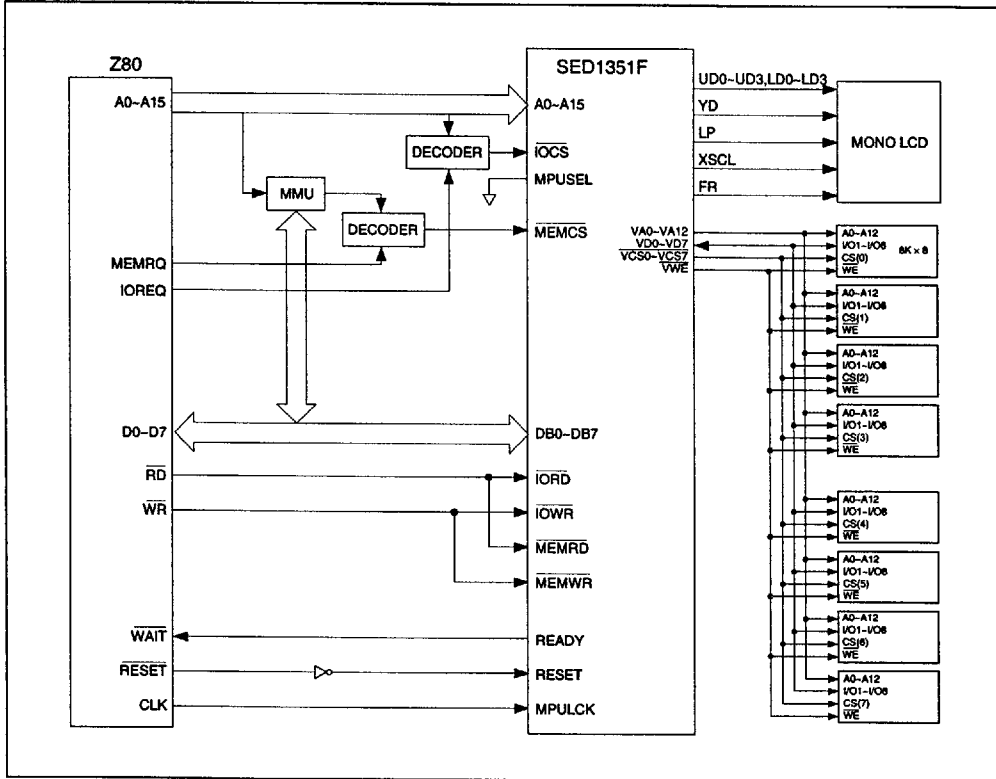 Z80
SED1351F
A0~A15
A0~A15
DECODER
IOCS
MPUSEL
MMU
DECODER
MEMCS
MEMRQ
IOREQ
D0~D7
DB0~DB7
RD
IORD
WR
IOWR
MEMRD
MEMWR
WAIT
READY
RESET
RESET
CLK
MPULCK
UD0~UD3,LD0~LD3
YD
LP
XSCL
FR
MONO LCD
VA0~VA12
VD0~VD7
VCS0~VCS7
VWE
A0~A12
I/O1~I/O8
CS(0)
WE
8K × 8
A0~A12
I/O1~I/O8
CS(1)
WE
A0~A12
I/O1~I/O8
CS(2)
WE
A0~A12
I/O1~I/O8
CS(3)
WE
A0~A12
I/O1~I/O8
CS(4)
WE
A0~A12
I/O1~I/O8
CS(5)
WE
A0~A12
I/O1~I/O8
CS(6)
WE
A0~A12
I/O1~I/O8
CS(7)
WE